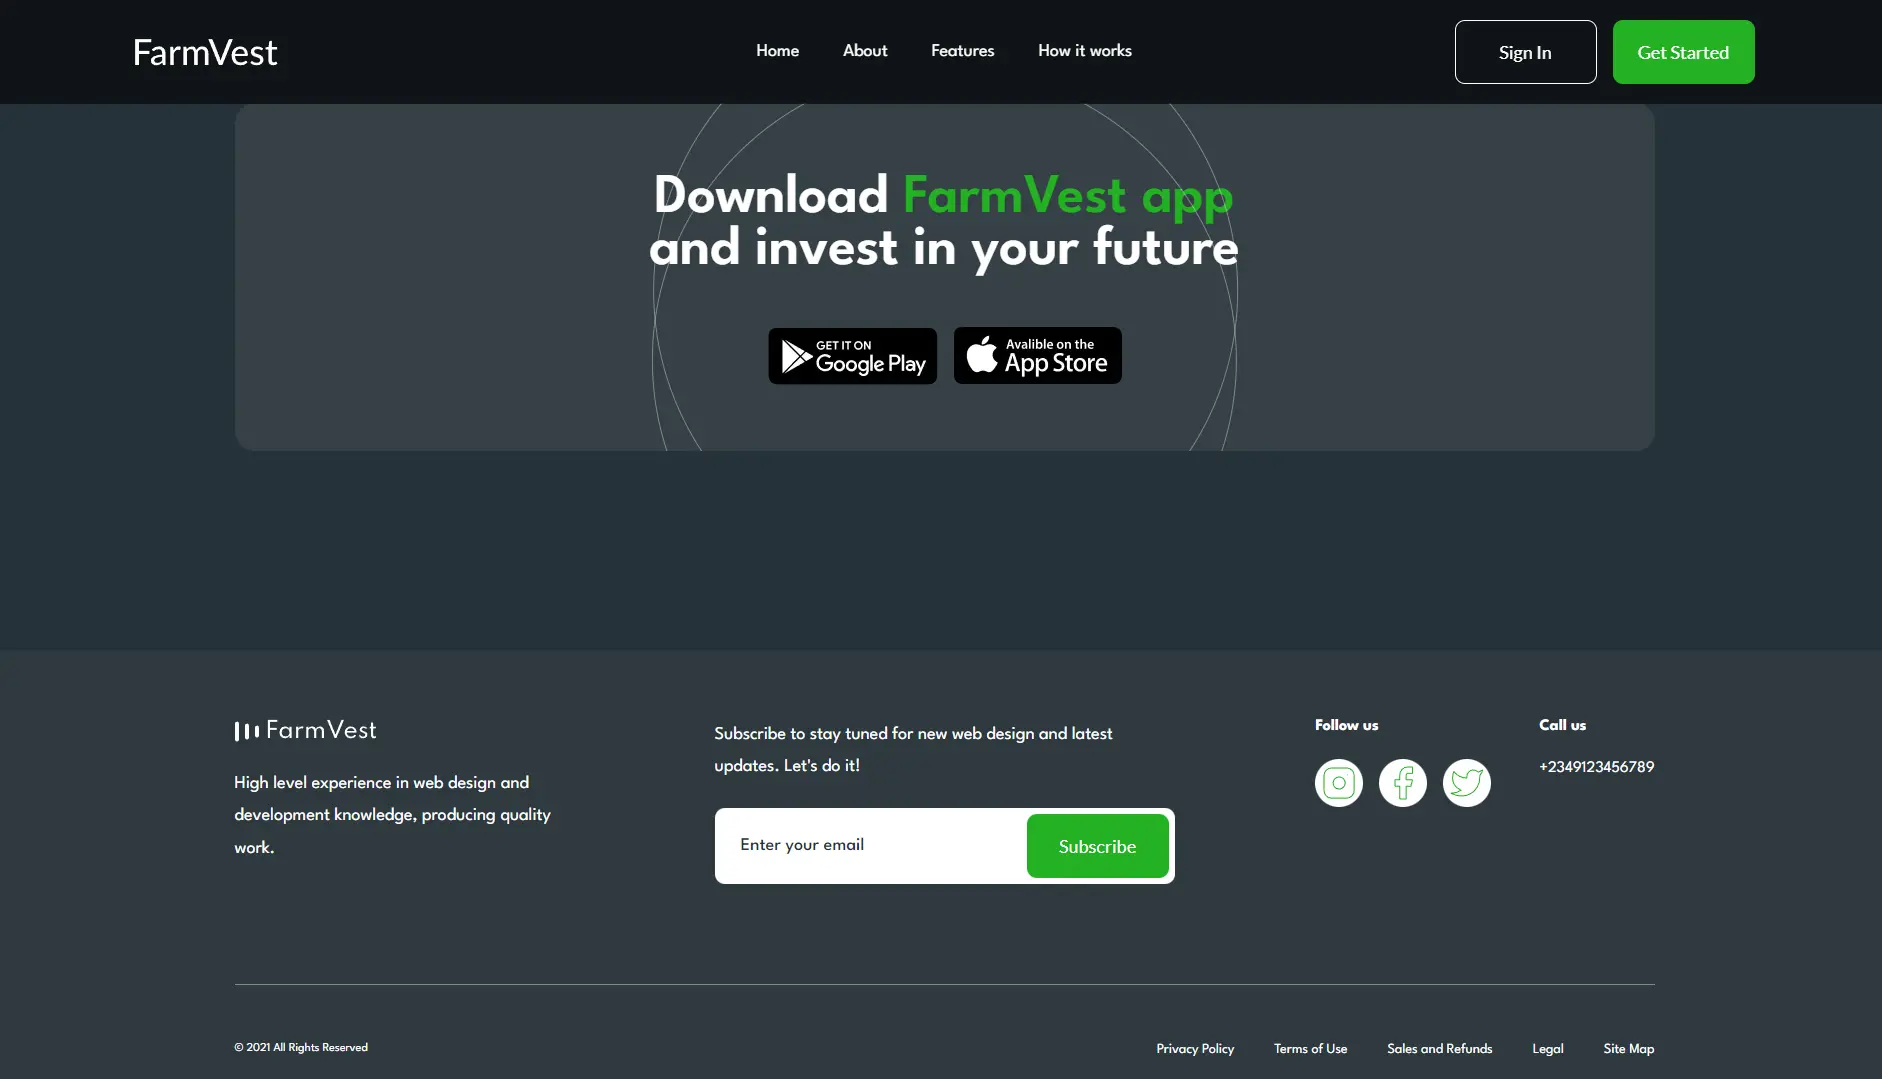 FarmVest
Home
About
Features
How it works
Sign In
Get Started
Download FarmVest app
and invest in your future
GET IT ON
Google Play
Avalible on the
App Store
FarmVest
High level experience in web design and
development knowledge, producing quality
work.
Subscribe to stay tuned for new web design and latest
updates. Let's do it!
Enter your email
Subscribe
Follow us
Call us
+2349123456789
© 2021 All Rights Reserved
Privacy Policy
Terms of Use
Sales and Refunds
Legal
Site Map